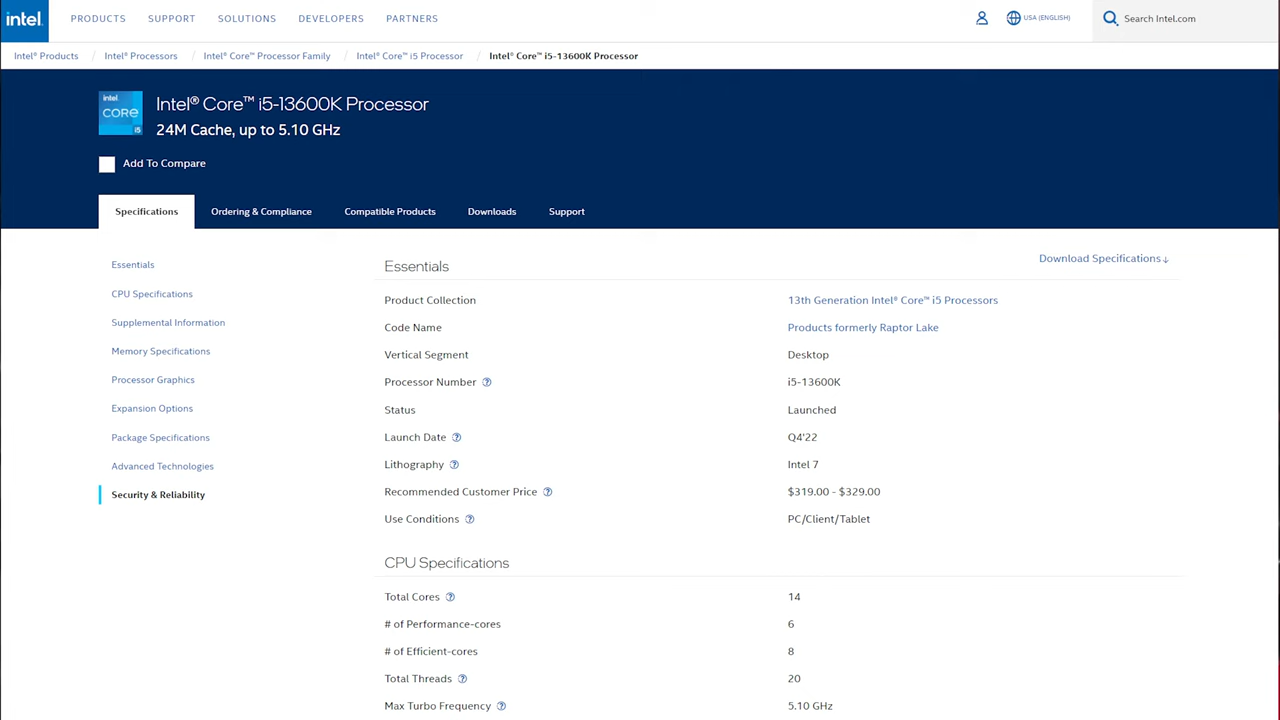 intel.
PRODUCTS SUPPORT SOLUTIONS DEVELOPERS PARTNERS
USA (ENGLISH)
Search Intel.com
Intel® Products / Intel® Processors / Intel® Core™ Processor Family / Intel® Core™ i5 Processor / Intel® Core™ i5-13600K Processor
intel
CORE
i5
Intel® Core™ i5-13600K Processor
24M Cache, up to 5.10 GHz
Add To Compare
Specifications Ordering & Compliance Compatible Products Downloads Support
Essentials
CPU Specifications
Supplemental Information
Memory Specifications
Processor Graphics
Expansion Options
Package Specifications
Advanced Technologies
Security & Reliability
Download Specifications↓
Essentials
Product Collection 13th Generation Intel® Core™ i5 Processors
Code Name Products formerly Raptor Lake
Vertical Segment Desktop
Processor Number ? i5-13600K
Status Launched
Launch Date ? Q4'22
Lithography ? Intel 7
Recommended Customer Price ? $319.00 - $329.00
Use Conditions ? PC/Client/Tablet
CPU Specifications
Total Cores ? 14
# of Performance-cores 6
# of Efficient-cores 8
Total Threads ? 20
Max Turbo Frequency ? 5.10 GHz